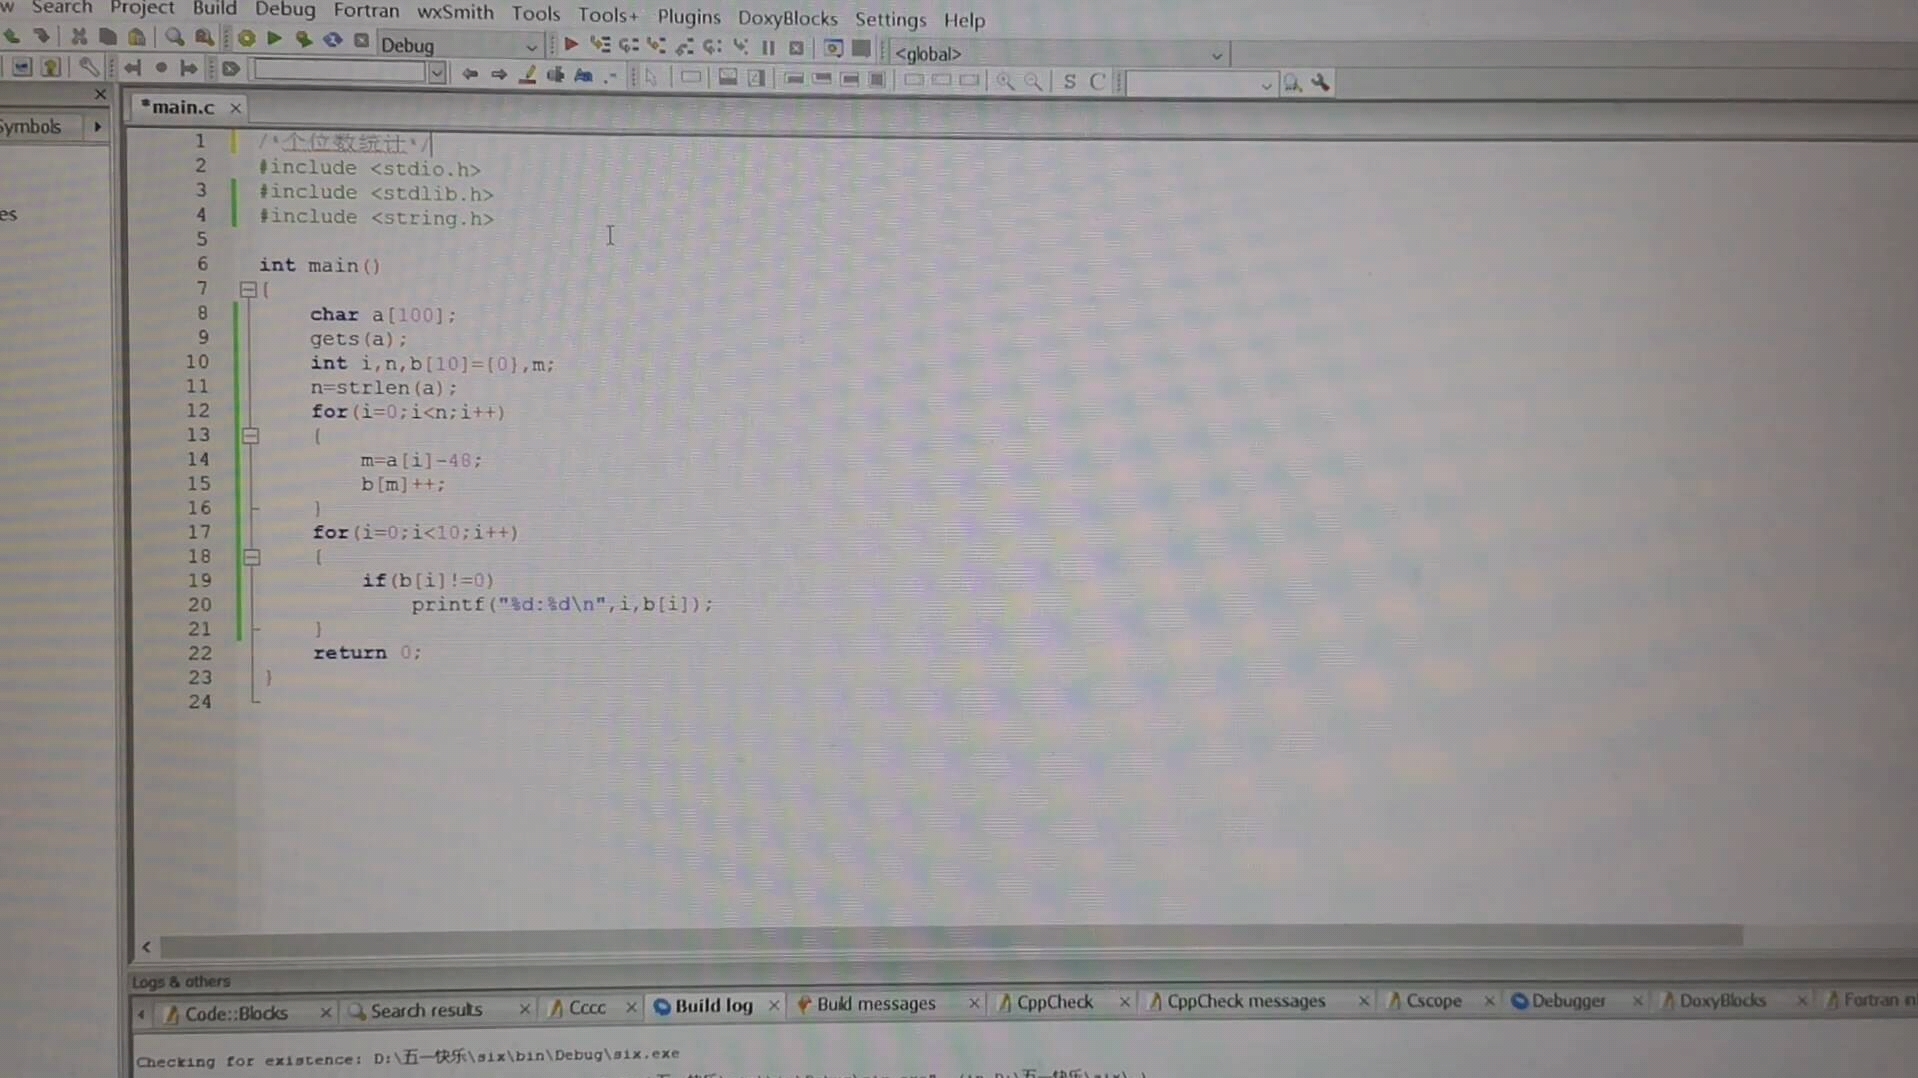 Search Project Build Debug Fortran wxSmith Tools Tools+ Plugins DoxyBlocks Settings Help
Debug <global>
S C
*main.c
Symbols
es
1 /*个位数统计*/
2 #include <stdio.h>
3 #include <stdlib.h>
4 #include <string.h>
5
6 int main()
7 {
8 char a[100];
9 gets(a);
10 int i,n,b[10]={0},m;
11 n=strlen(a);
12 for(i=0;i<n;i++)
13 {
14 m=a[i]-48;
15 b[m]++;
16 }
17 for(i=0;i<10;i++)
18 {
19 if(b[i]!=0)
20 printf("%d:%d\n",i,b[i]);
21 }
22 return 0;
23 }
24
Logs & others
Code::Blocks Search results Cccc Build log Build messages CppCheck CppCheck messages Cscope Debugger DoxyBlocks Fortran in
Checking for existence: D:\五一快乐\six\bin\Debug\six.exe